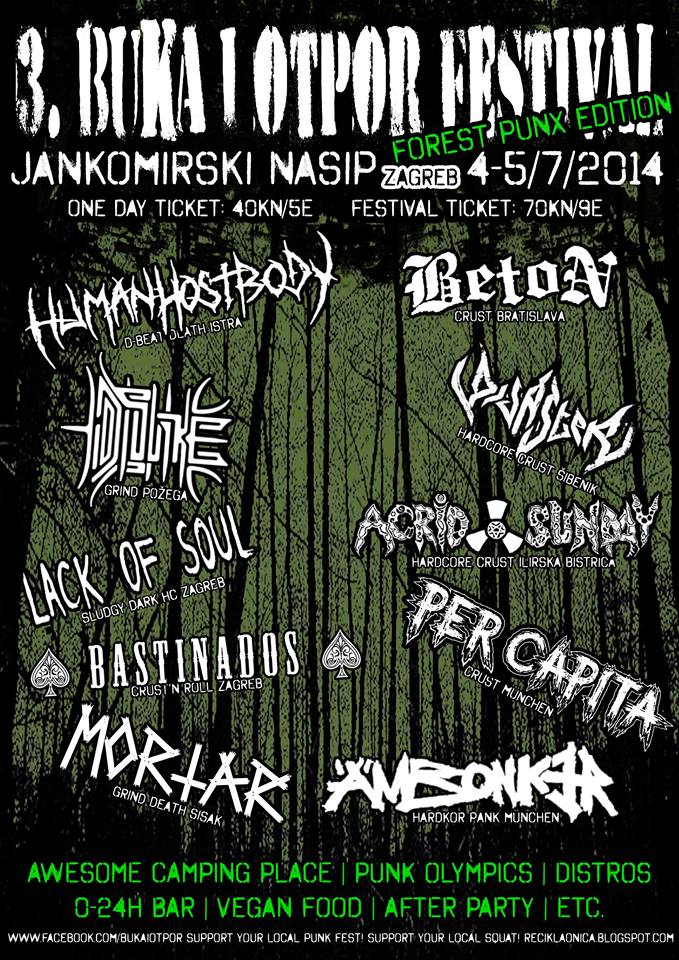 3. BUKA I OTPOR FESTIVAL
FOREST PUNX EDITION
JANKOMIRSKI NASIP ZAGREB 4-5/7/2014
ONE DAY TICKET: 40KN/5E FESTIVAL TICKET: 70KN/9E
HUMANHOSTBODY
D-BEAT DEATH ISTRA
BETON
CRUST BRATISLAVA
GRIND POŽEGA
HARDCORE CRUST ŠIBENIK
LACK OF SOUL
SLUDGY DARK HC ZAGREB
ACRID SUNDAY
HARDCORE CRUST ILIRSKA BISTRICA
BASTINADOS
CRUST'N ROLL ZAGREB
PER CAPITA
CRUST MÜNCHEN
MORTAR
GRIND DEATH SISAK
ÄMBONKER
HARDKOR PANK MÜNCHEN
AWESOME CAMPING PLACE | PUNK OLYMPICS | DISTROS
0-24H BAR | VEGAN FOOD | AFTER PARTY | ETC.
WWW.FACEBOOK.COM/BUKAIOTPOR SUPPORT YOUR LOCAL PUNK FEST! SUPPORT YOUR LOCAL SQUAT! RECIKLAONICA.BLOGSPOT.COM